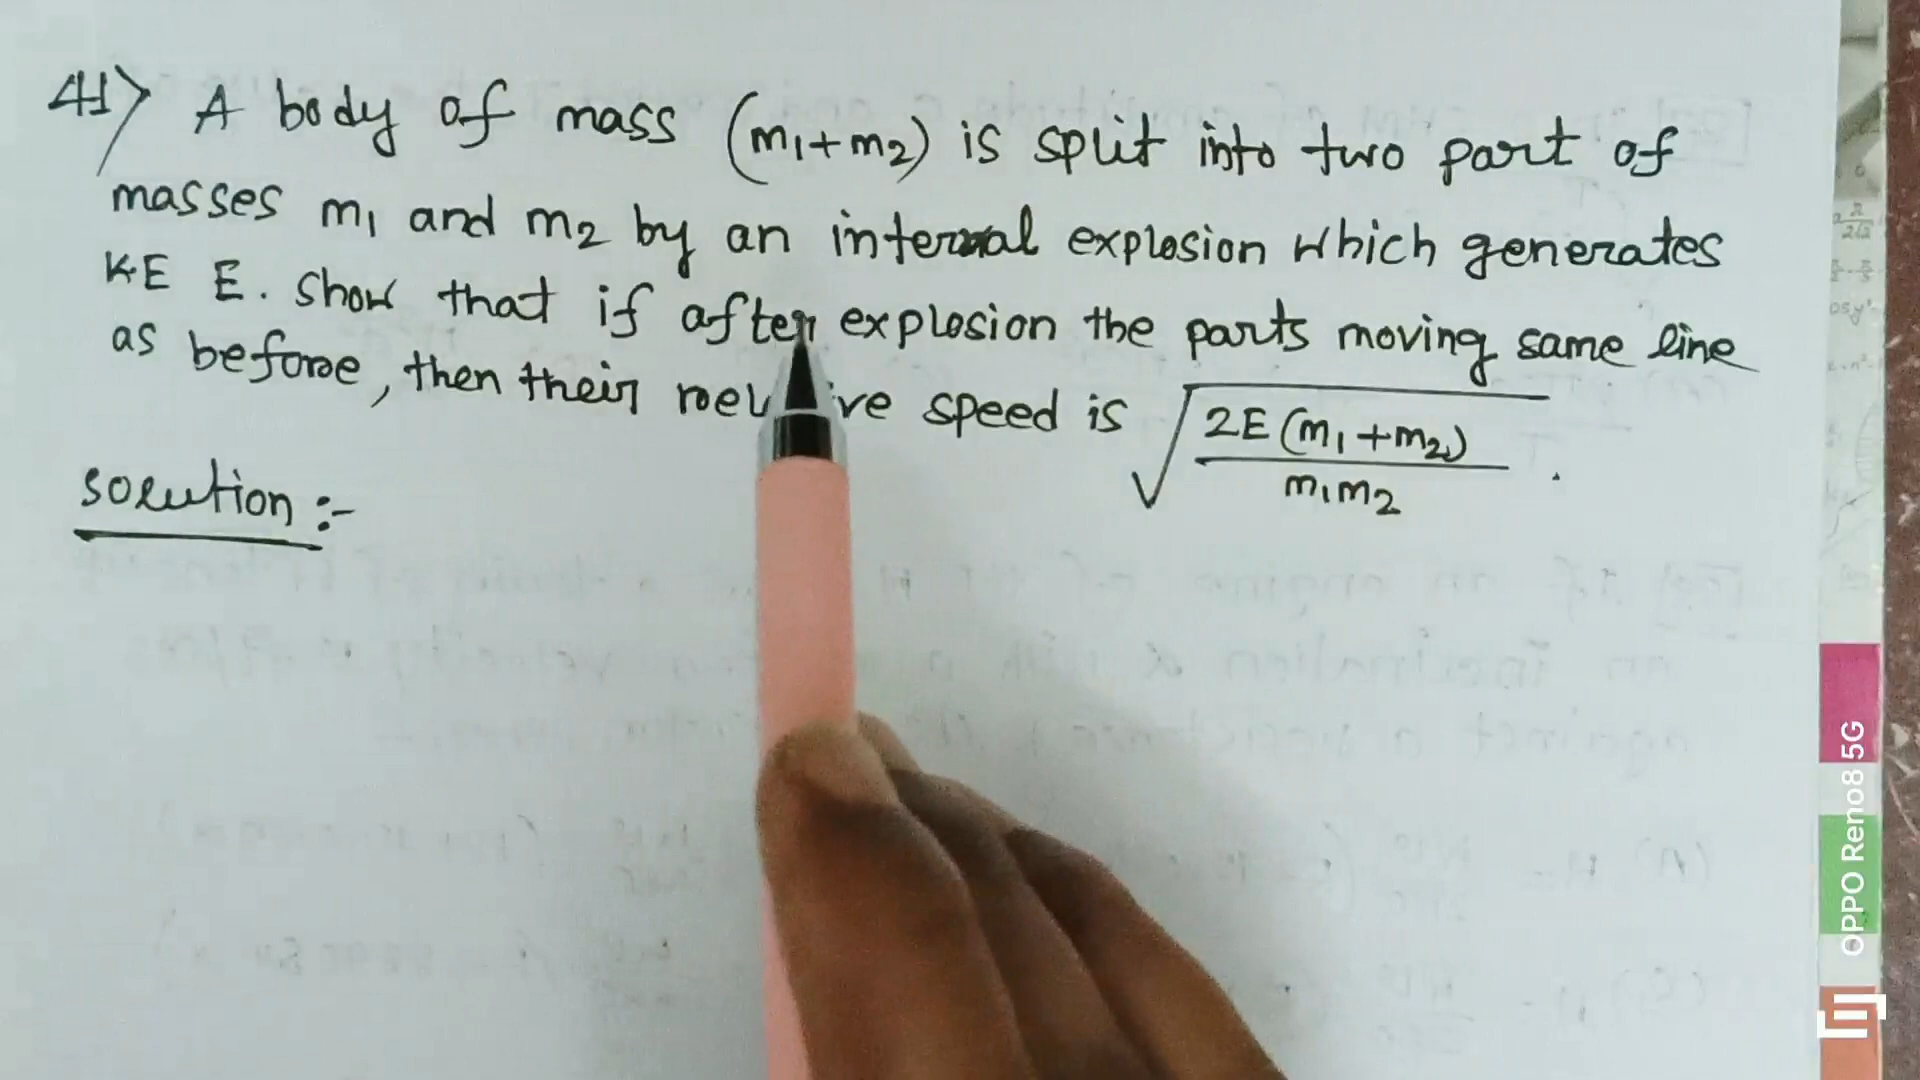 41) A body of mass (m₁+m₂) is split into two part of
masses m₁ and m₂ by an internal explosion which generates
KE E. Show that if after explosion the parts moving same line
as before, then their speed is √(2E(m₁+m₂)/m₁m₂).
Solution :-
OPPO Reno8 5G